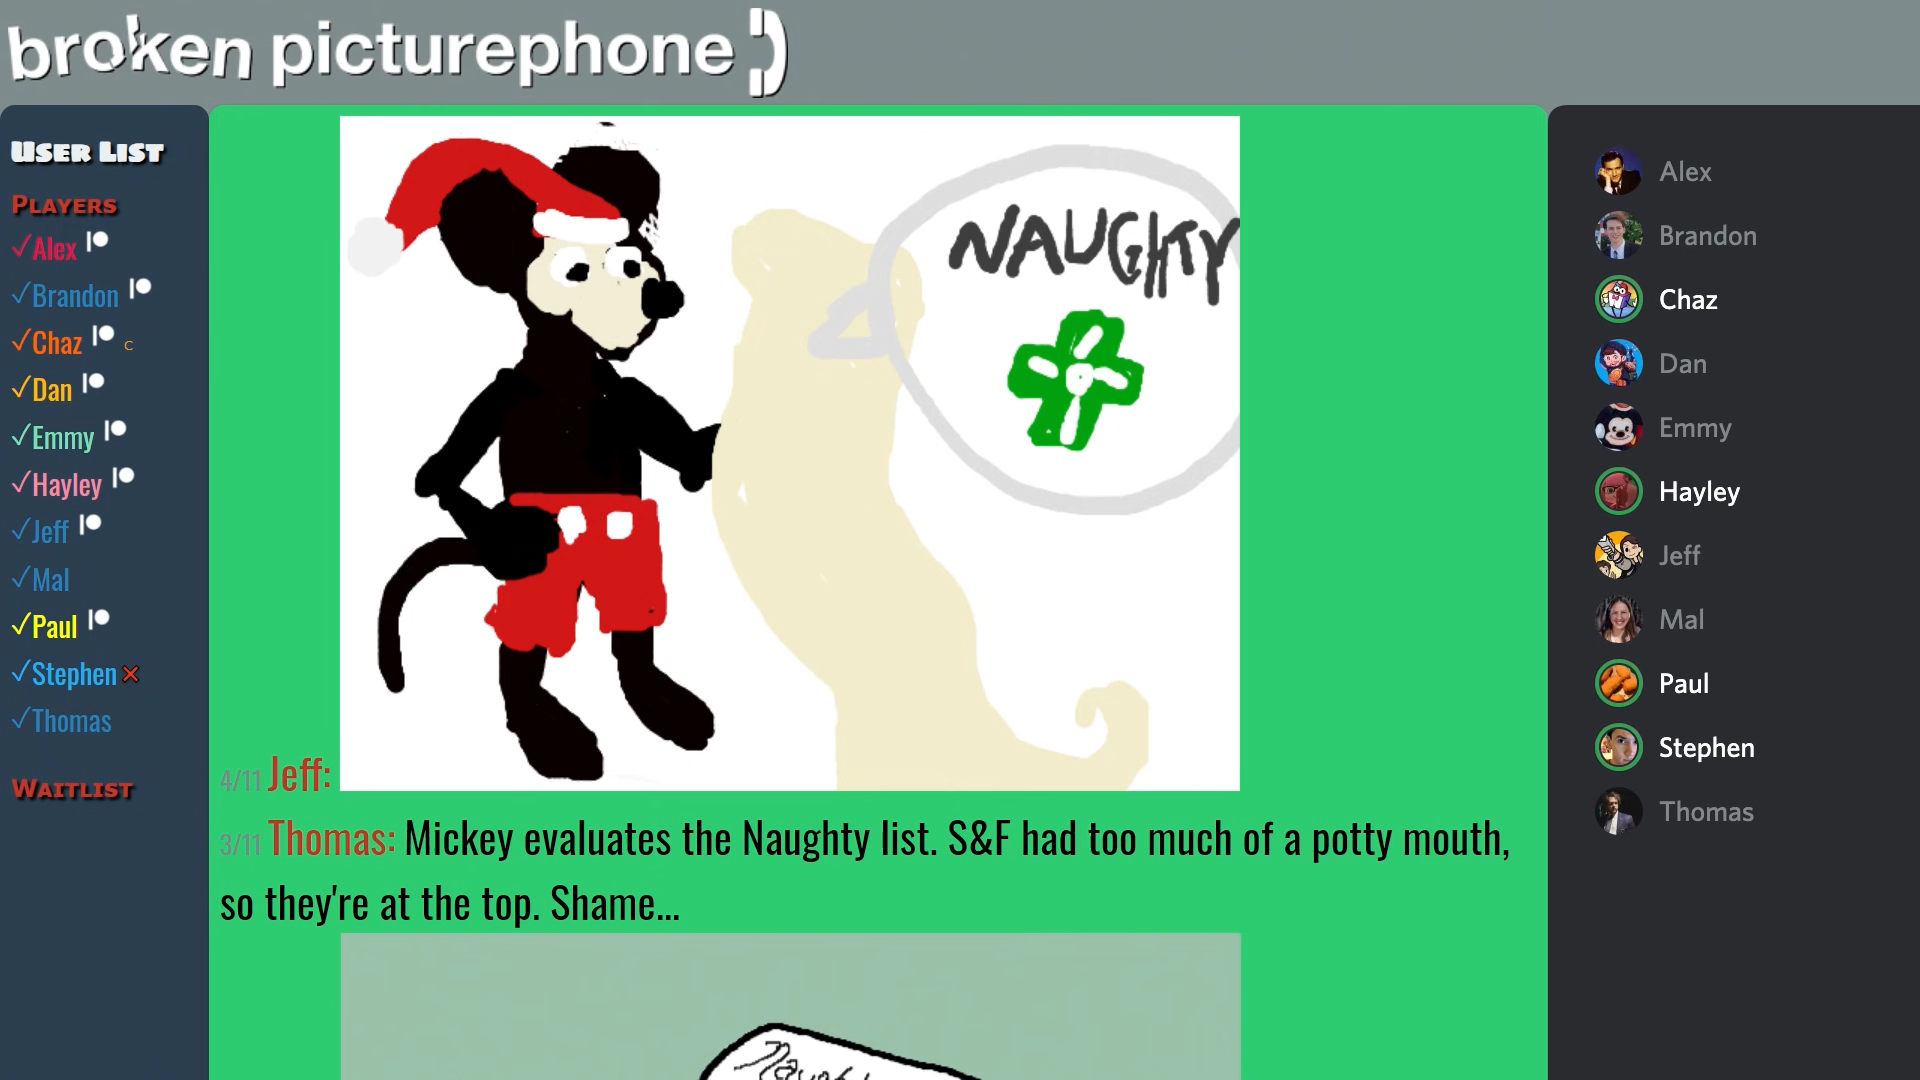 broken picturephone
User List
Players
✓Alex
✓Brandon
✓Chaz c
✓Dan
✓Emmy
✓Hayley
✓Jeff
✓Mal
✓Paul
✓Stephen ✕
✓Thomas
Waitlist
NAUGHTY
4/11 Jeff:
3/11 Thomas: Mickey evaluates the Naughty list. S&F had too much of a potty mouth,
so they're at the top. Shame...
Alex
Brandon
Chaz
Dan
Emmy
Hayley
Jeff
Mal
Paul
Stephen
Thomas